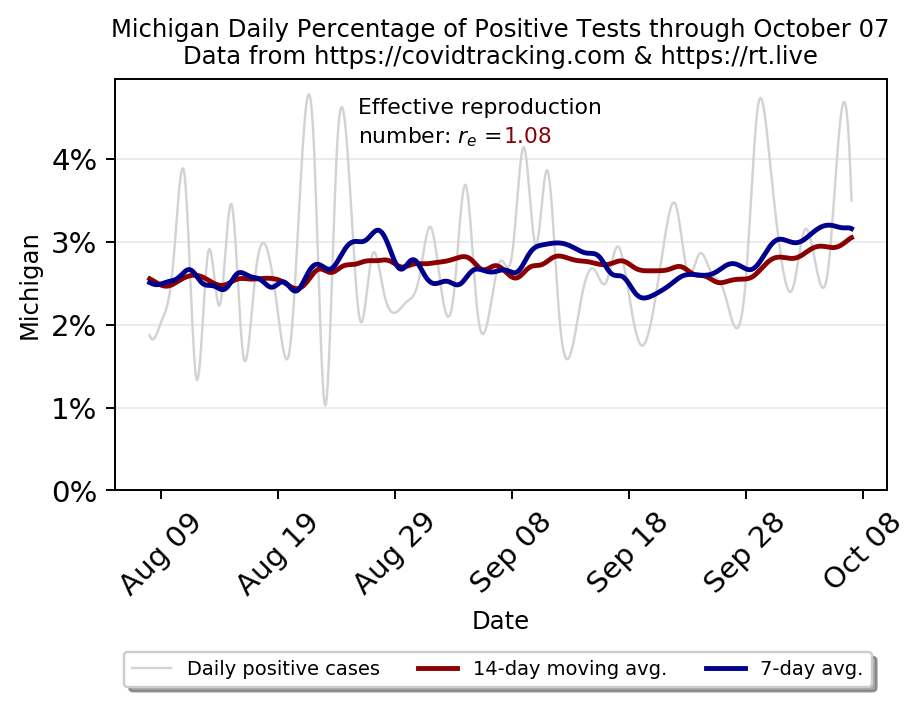 Michigan Daily Percentage of Positive Tests through October 07
Data from https://covidtracking.com & https://rt.live
Effective reproduction
number: rₑ =1.08
4%
3%
2%
1%
0%
Michigan
Aug 09
Aug 19
Aug 29
Sep 08
Sep 18
Sep 28
Oct 08
Date
Daily positive cases
14-day moving avg.
7-day avg.